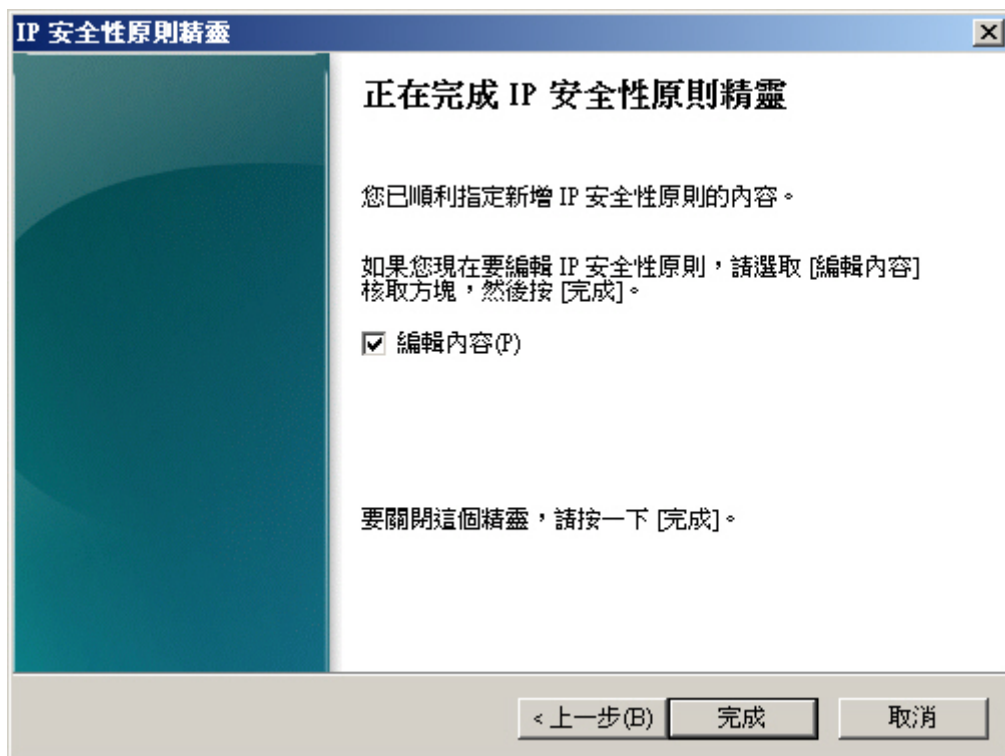 IP 安全性原則精靈
正在完成 IP 安全性原則精靈
您已順利指定新增 IP 安全性原則的內容。
如果您現在要編輯 IP 安全性原則，請選取 [編輯內容]
核取方塊，然後按 [完成]。
編輯內容(P)
要關閉這個精靈，請按一下 [完成]。
<上一步(B)
完成
取消